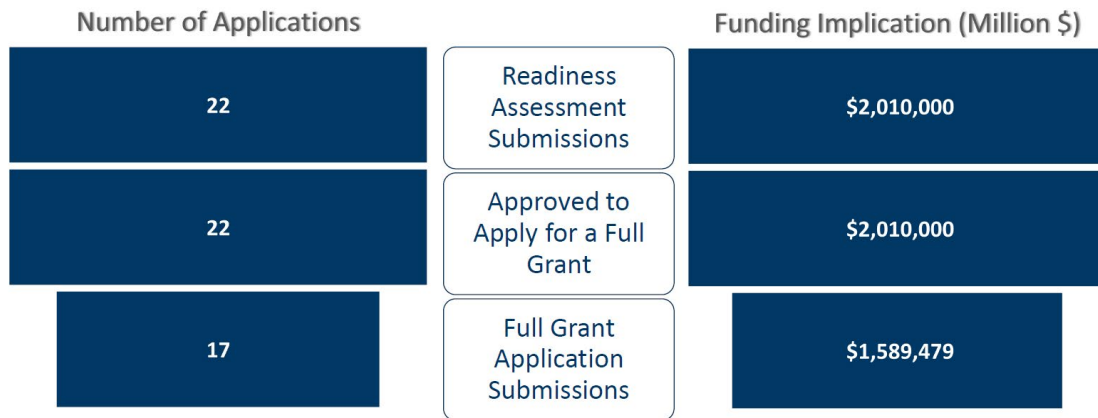 Number of Applications
Funding Implication (Million $)
22
Readiness
Assessment
Submissions
$2,010,000
22
Approved to
Apply for a Full
Grant
$2,010,000
17
Full Grant
Application
Submissions
$1,589,479